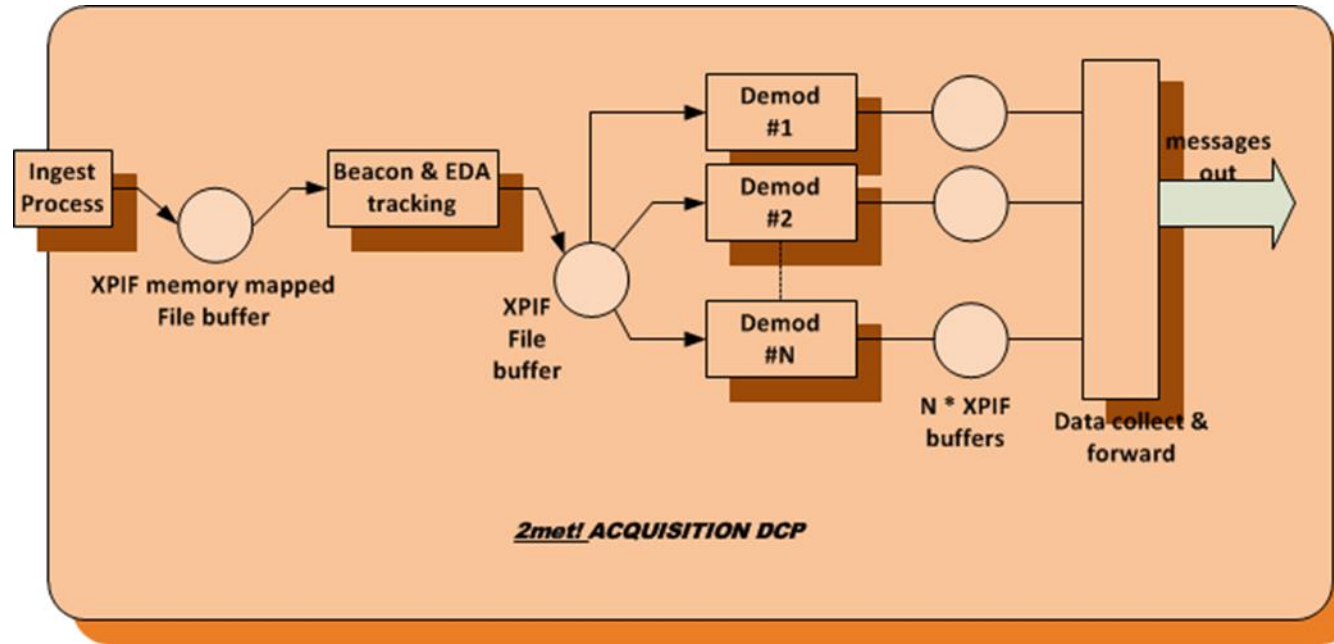 Ingest
Process
XPIF memory mapped
File buffer
Beacon & EDA
tracking
XPIF
File
buffer
Demod
#1
Demod
#2
Demod
#N
N * XPIF
buffers
messages
out
Data collect &
forward
2met! ACQUISITION DCP